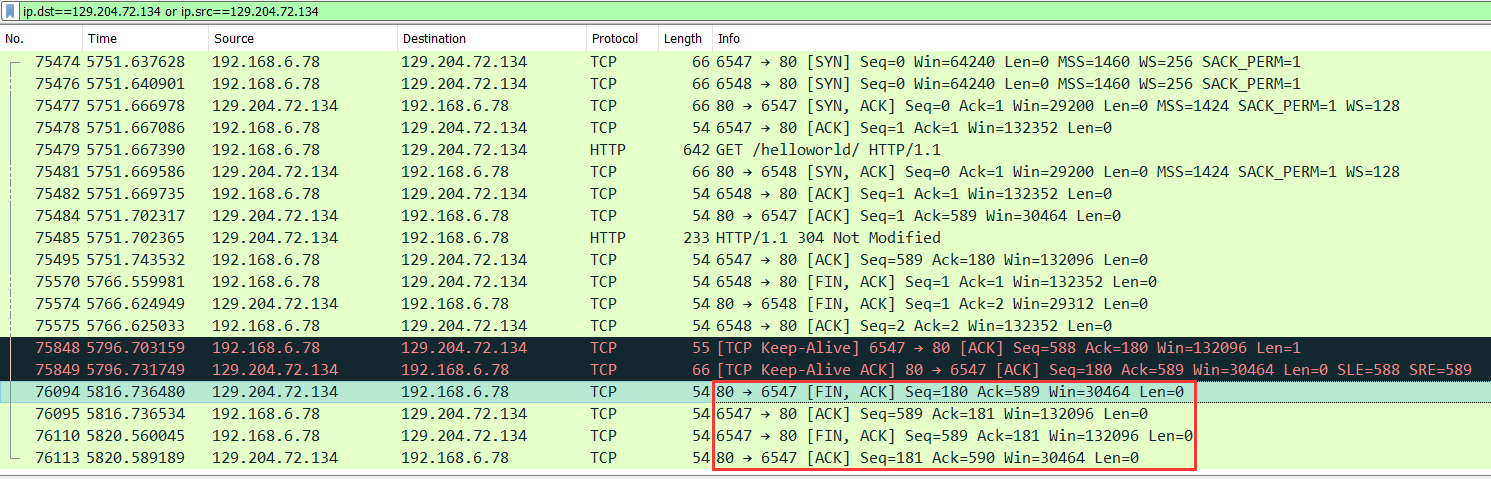 ip.dst==129.204.72.134 or ip.src==129.204.72.134
No. Time Source Destination Protocol Length Info
75474 5751.637628 192.168.6.78 129.204.72.134 TCP 66 6547 → 80 [SYN] Seq=0 Win=64240 Len=0 MSS=1460 WS=256 SACK_PERM=1
75476 5751.640901 192.168.6.78 129.204.72.134 TCP 66 6548 → 80 [SYN] Seq=0 Win=64240 Len=0 MSS=1460 WS=256 SACK_PERM=1
75477 5751.666978 129.204.72.134 192.168.6.78 TCP 66 80 → 6547 [SYN, ACK] Seq=0 Ack=1 Win=29200 Len=0 MSS=1424 SACK_PERM=1 WS=128
75478 5751.667086 192.168.6.78 129.204.72.134 TCP 54 6547 → 80 [ACK] Seq=1 Ack=1 Win=132352 Len=0
75479 5751.667390 192.168.6.78 129.204.72.134 HTTP 642 GET /helloworld/ HTTP/1.1
75481 5751.669586 129.204.72.134 192.168.6.78 TCP 66 80 → 6548 [SYN, ACK] Seq=0 Ack=1 Win=29200 Len=0 MSS=1424 SACK_PERM=1 WS=128
75482 5751.669735 192.168.6.78 129.204.72.134 TCP 54 6548 → 80 [ACK] Seq=1 Ack=1 Win=132352 Len=0
75484 5751.702317 129.204.72.134 192.168.6.78 TCP 54 80 → 6547 [ACK] Seq=1 Ack=589 Win=30464 Len=0
75485 5751.702365 129.204.72.134 192.168.6.78 HTTP 233 HTTP/1.1 304 Not Modified
75495 5751.743532 192.168.6.78 129.204.72.134 TCP 54 6547 → 80 [ACK] Seq=589 Ack=180 Win=132096 Len=0
75570 5766.559981 192.168.6.78 129.204.72.134 TCP 54 6548 → 80 [FIN, ACK] Seq=1 Ack=1 Win=132352 Len=0
75574 5766.624949 129.204.72.134 192.168.6.78 TCP 54 80 → 6548 [FIN, ACK] Seq=1 Ack=2 Win=29312 Len=0
75575 5766.625033 192.168.6.78 129.204.72.134 TCP 54 6548 → 80 [ACK] Seq=2 Ack=2 Win=132352 Len=0
75848 5796.703159 192.168.6.78 129.204.72.134 TCP 55 [TCP Keep-Alive] 6547 → 80 [ACK] Seq=588 Ack=180 Win=132096 Len=1
75849 5796.731749 129.204.72.134 192.168.6.78 TCP 66 [TCP Keep-Alive ACK] 80 → 6547 [ACK] Seq=180 Ack=589 Win=30464 Len=0 SLE=588 SRE=589
76094 5816.736480 129.204.72.134 192.168.6.78 TCP 54 80 → 6547 [FIN, ACK] Seq=180 Ack=589 Win=30464 Len=0
76095 5816.736534 192.168.6.78 129.204.72.134 TCP 54 6547 → 80 [ACK] Seq=589 Ack=181 Win=132096 Len=0
76110 5820.560045 192.168.6.78 129.204.72.134 TCP 54 6547 → 80 [FIN, ACK] Seq=589 Ack=181 Win=132096 Len=0
76113 5820.589189 129.204.72.134 192.168.6.78 TCP 54 80 → 6547 [ACK] Seq=181 Ack=590 Win=30464 Len=0